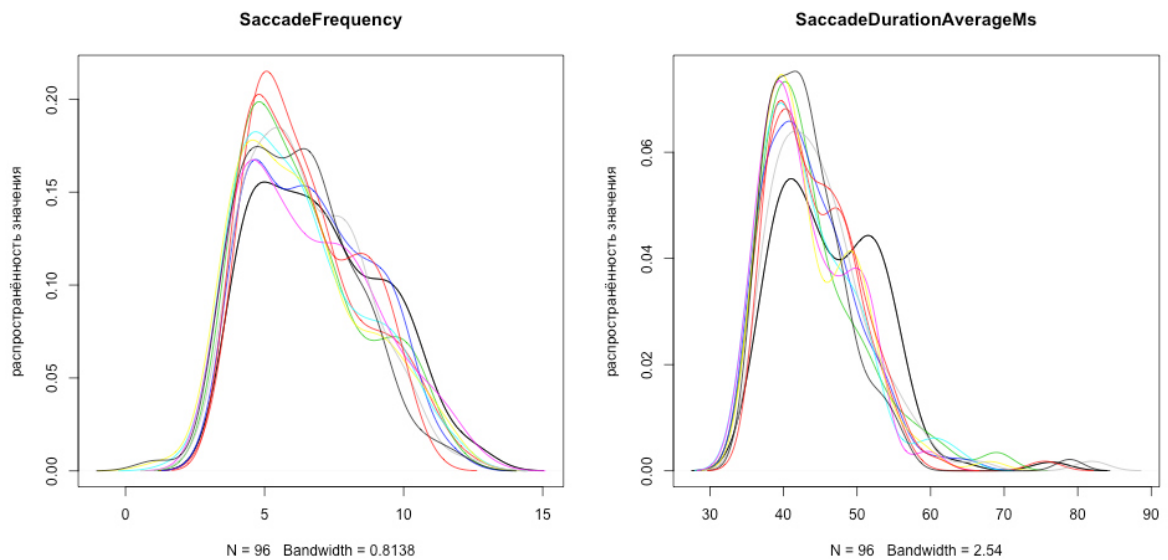 SaccadeFrequency
распространённость значения
0.00 0.05 0.10 0.15 0.20
0 5 10 15
N = 96 Bandwidth = 0.8138
SaccadeDurationAverageMs
распространённость значения
0.00 0.02 0.04 0.06
30 40 50 60 70 80 90
N = 96 Bandwidth = 2.54